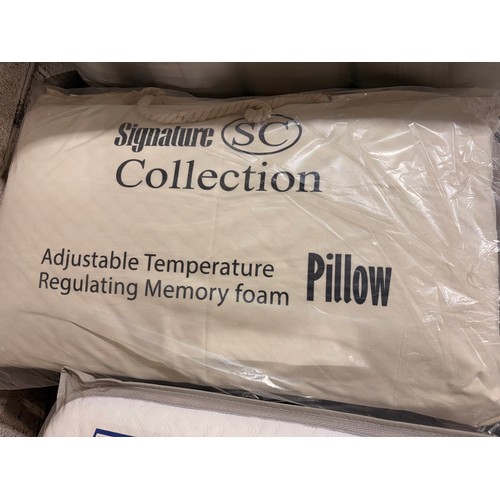 Signature SC
Collection
Adjustable Temperature
Regulating Memory foam Pillow